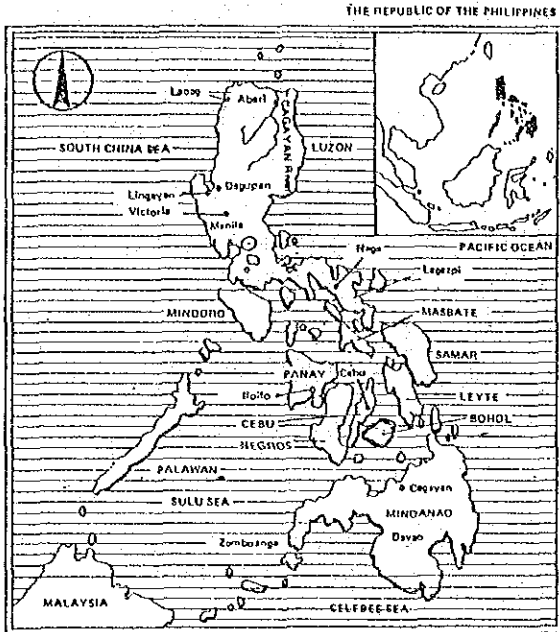 THE REPUBLIC OF THE PHILIPPINES
Laoag
Abari
CAGAYAN River
SOUTH CHINA SEA
LUZON
Lingayen
Dagupan
Victoria
Manila
Naga
PACIFIC OCEAN
Legazpi
MINDORO
MASBATE
SAMAR
PANAY
Cebu
Iloilo
LEYTE
CEBU
BOHOL
NEGROS
PALAWAN
Cagayan
SULU SEA
MINDANAO
Davao
Zamboanga
MALAYSIA
CELEBES SEA